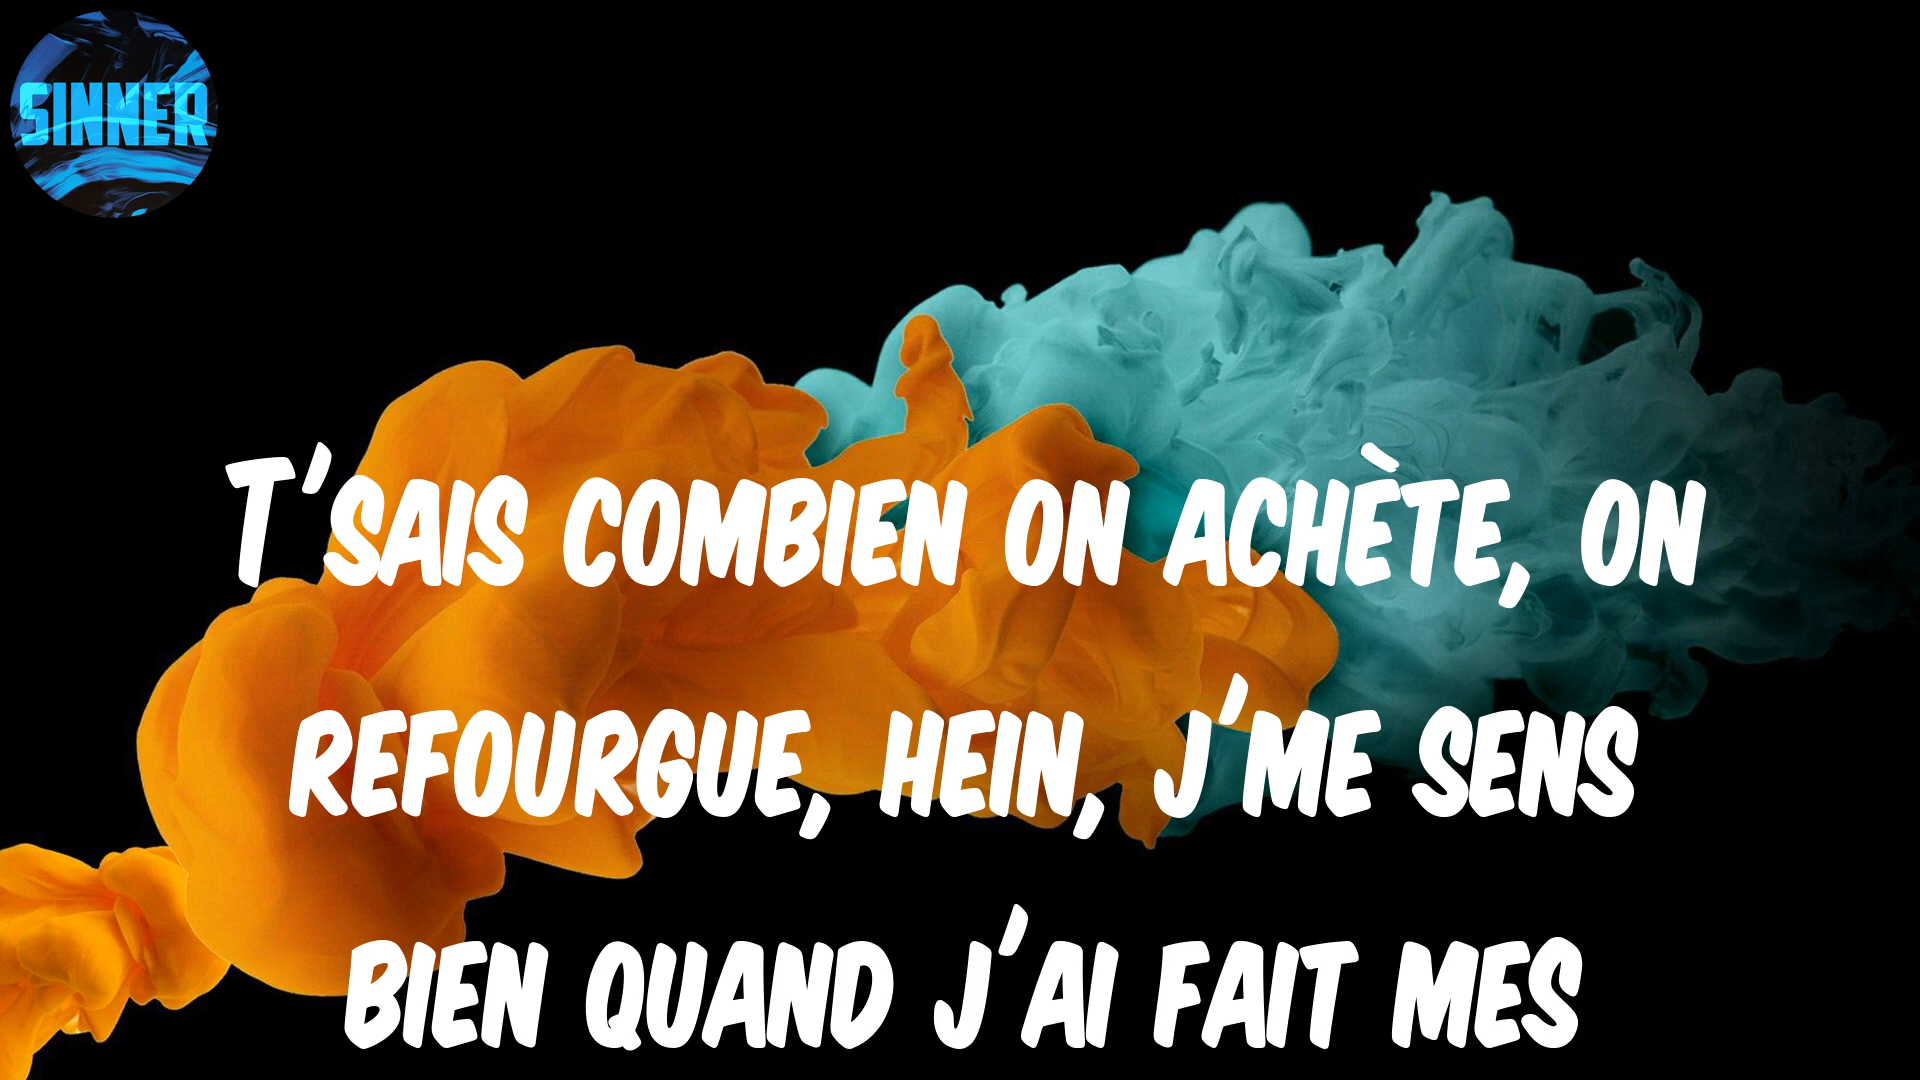 SINNER
T'SAIS COMBIEN ON ACHÈTE, ON
REFOURGUE, HEIN, J'ME SENS
BIEN QUAND J'AI FAIT MES